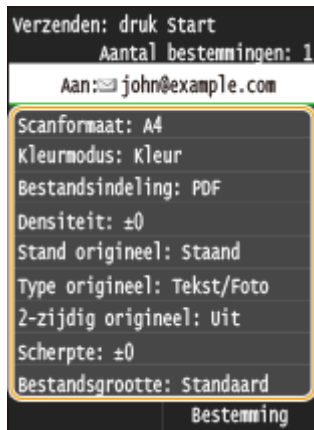 Verzenden: druk Start
Aantal bestemmingen: 1
Aan: john@example.com
Scanformaat: A4
Kleurmodus: Kleur
Bestandsindeling: PDF
Densiteit: ±0
Stand origineel: Staand
Type origineel: Tekst/Foto
2-zijdig origineel: Uit
Scherpte: ±0
Bestandsgrootte: Standaard
Bestemming